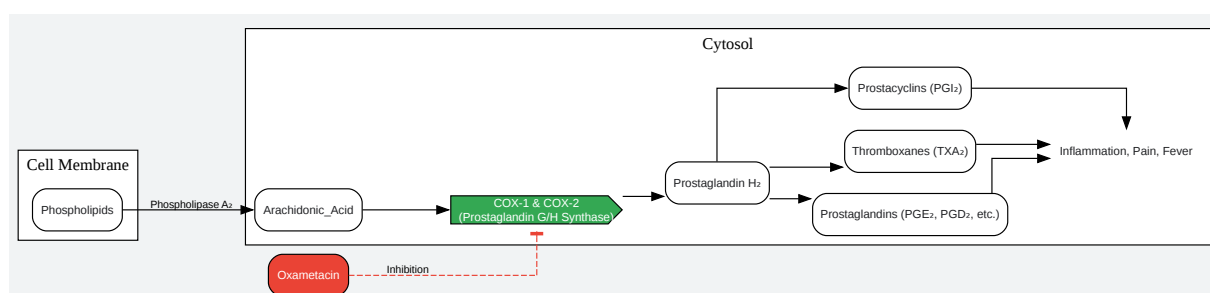 Cytosol
Prostacyclins (PGI₂)
Cell Membrane
Thromboxanes (TXA₂)
Inflammation, Pain, Fever
Prostaglandin H₂
Phospholipids
Phospholipase A₂
Arachidonic_Acid
COX-1 & COX-2
(Prostaglandin G/H Synthase)
Prostaglandins (PGE₂, PGD₂, etc.)
Oxametacin
Inhibition